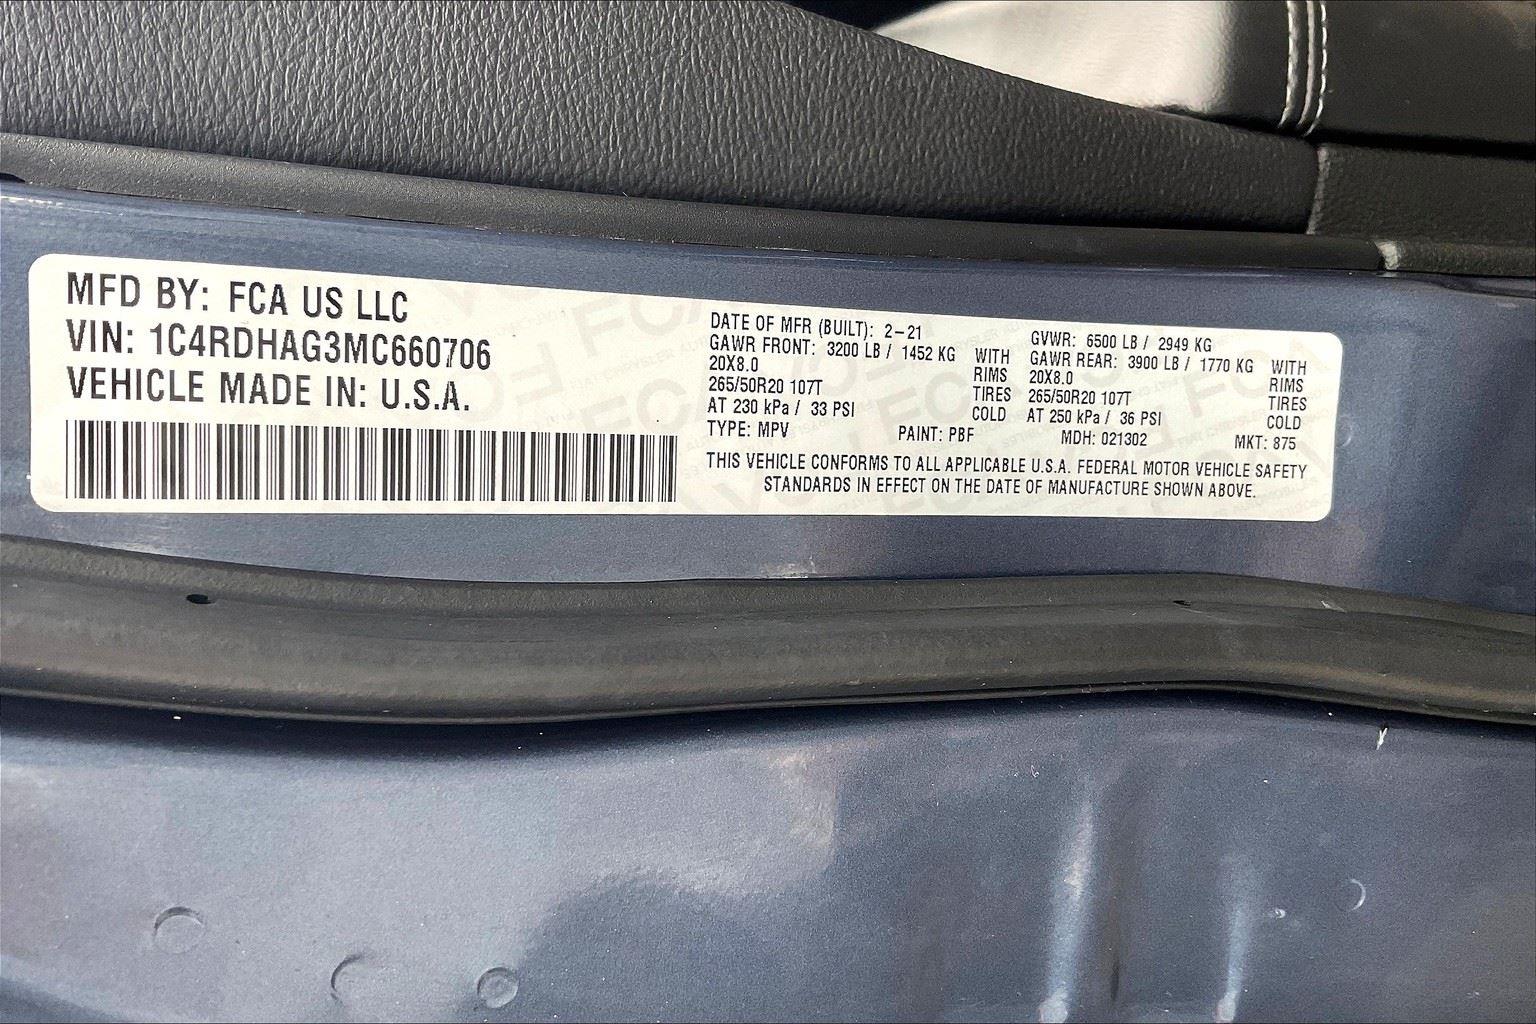 MFD BY: FCA US LLC
VIN: 1C4RDHAG3MC660706
VEHICLE MADE IN: U.S.A.
DATE OF MFR (BUILT): 2-21
GAWR FRONT: 3200 LB / 1452 KG WITH
20X8.0 RIMS
265/50R20 107T TIRES
AT 230 kPa / 33 PSI COLD
GVWR: 6500 LB / 2949 KG
GAWR REAR: 3900 LB / 1770 KG WITH
20X8.0 RIMS
265/50R20 107T TIRES
AT 250 kPa / 36 PSI COLD
TYPE: MPV PAINT: PBF MDH: 021302 MKT: 875
THIS VEHICLE CONFORMS TO ALL APPLICABLE U.S.A. FEDERAL MOTOR VEHICLE SAFETY
STANDARDS IN EFFECT ON THE DATE OF MANUFACTURE SHOWN ABOVE.